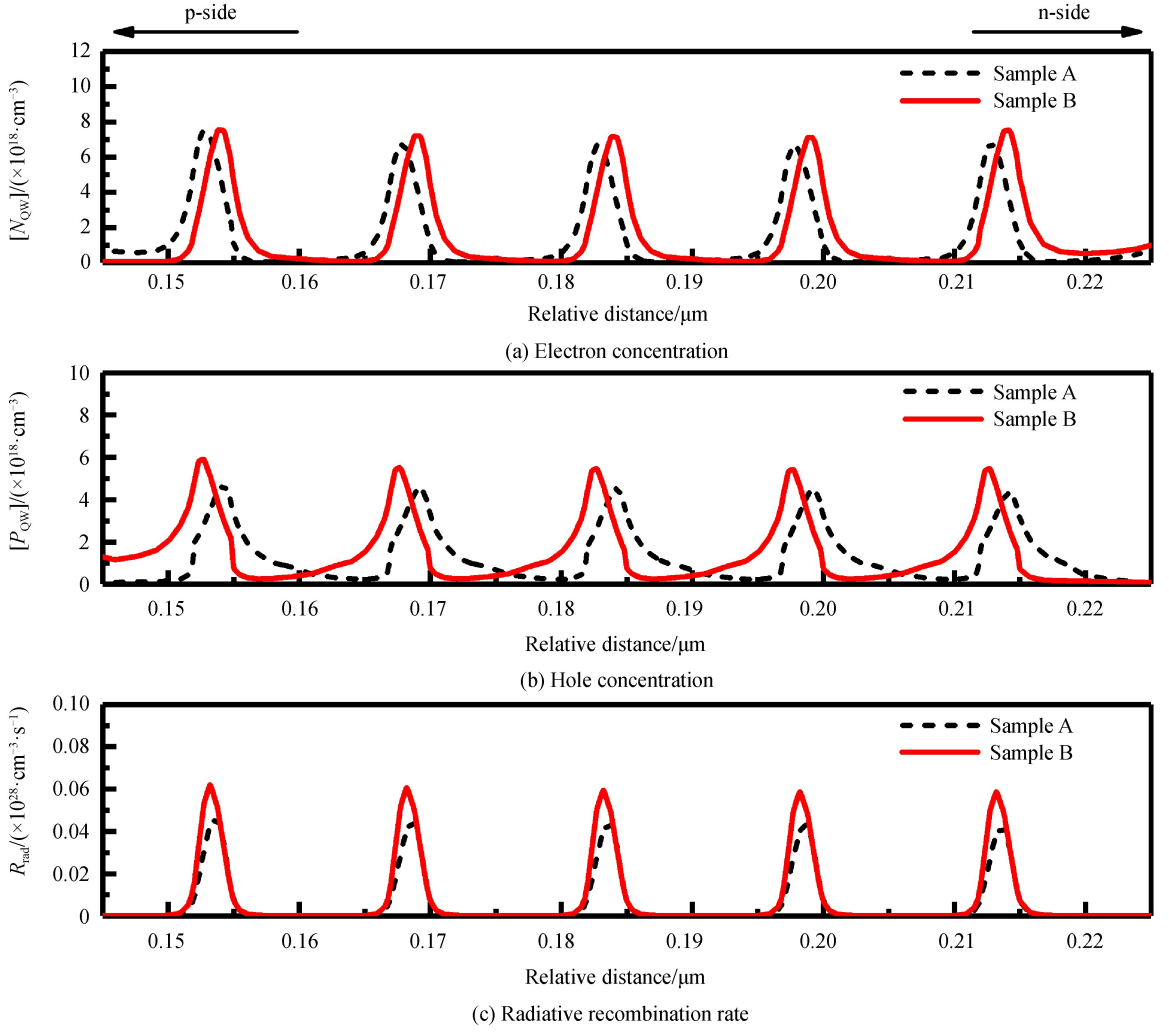 p-side
n-side
12
10
8
6
4
2
0
[N_QW]/(×10^18·cm^−3)
Sample A
Sample B
0.15 0.16 0.17 0.18 0.19 0.20 0.21 0.22
Relative distance/μm
(a) Electron concentration
10
8
6
4
2
0
[P_QW]/(×10^18·cm^−3)
Sample A
Sample B
0.15 0.16 0.17 0.18 0.19 0.20 0.21 0.22
Relative distance/μm
(b) Hole concentration
0.10
0.08
0.06
0.04
0.02
0
R_rad/(×10^28·cm^−3·s^−1)
Sample A
Sample B
0.15 0.16 0.17 0.18 0.19 0.20 0.21 0.22
Relative distance/μm
(c) Radiative recombination rate